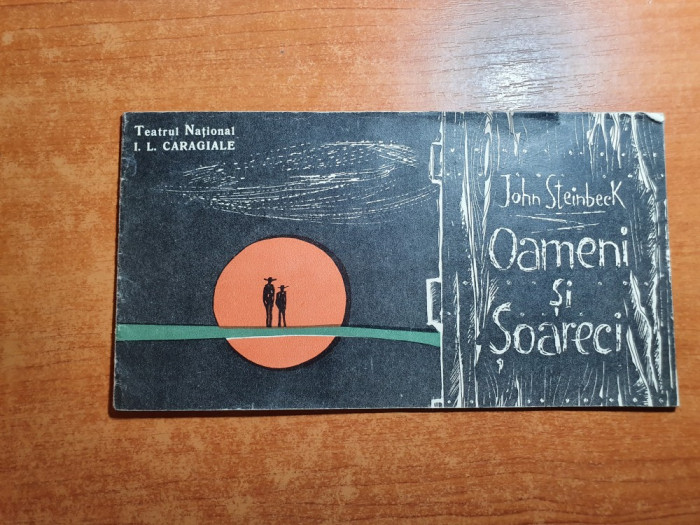 Teatrul Național
I. L. CARAGIALE
John Steinbeck
Oameni
și
Șoareci